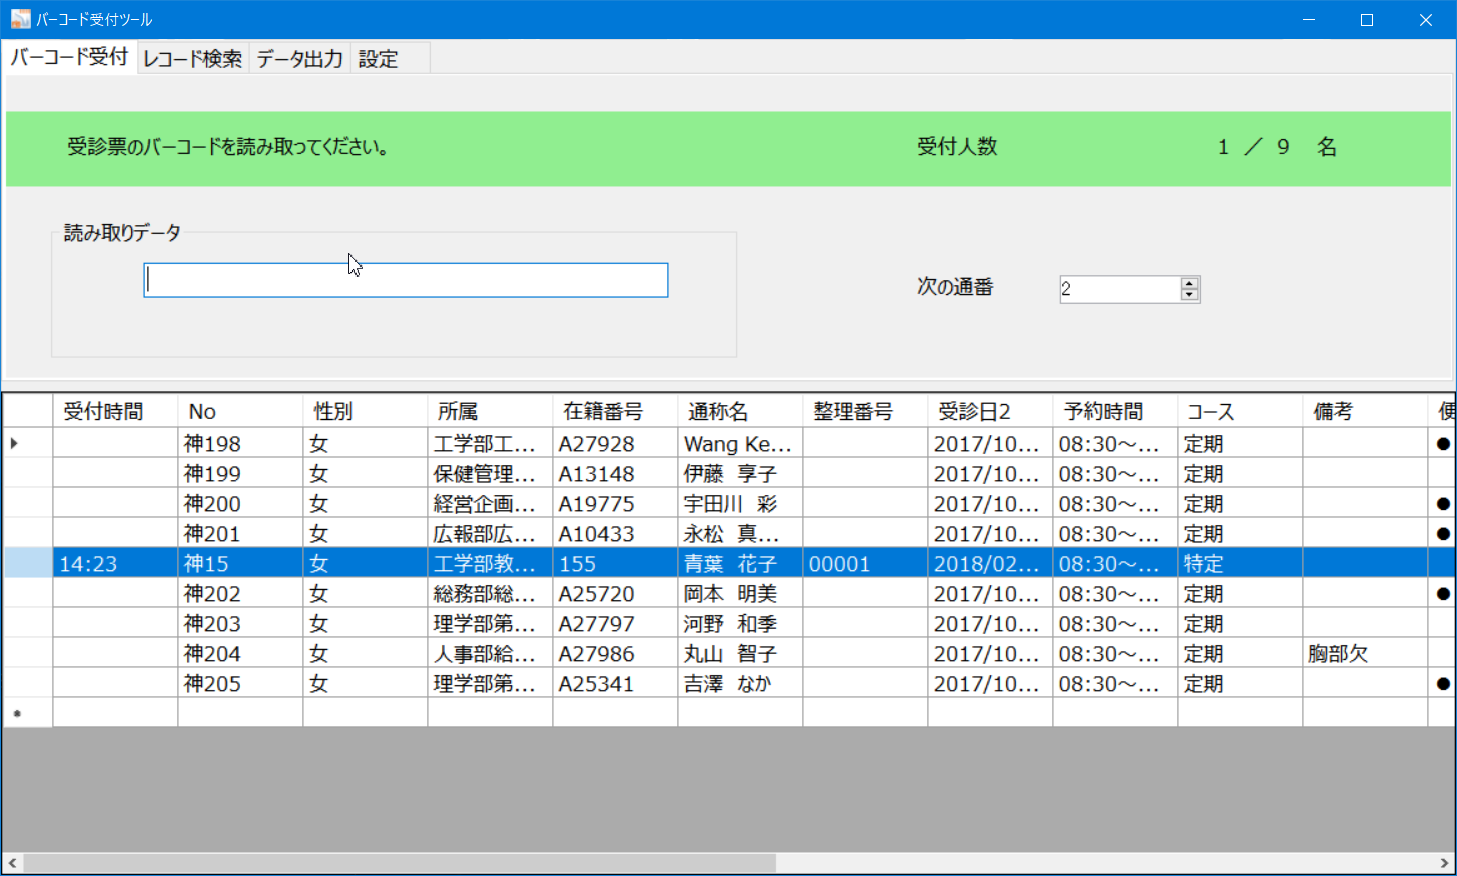 バーコード受付ツール
バーコード受付 レコード検索 データ出力 設定
受診票のバーコードを読み取ってください。 受付人数 1 ／ 9 名
読み取りデータ
次の通番 2
受付時間 No 性別 所属 在籍番号 通称名 整理番号 受診日2 予約時間 コース 備考 便
神198 女 工学部工... A27928 Wang Ke... 2017/10... 08:30～... 定期 ●
神199 女 保健管理... A13148 伊藤 享子 2017/10... 08:30～... 定期
神200 女 経営企画... A19775 宇田川 彩 2017/10... 08:30～... 定期 ●
神201 女 広報部広... A10433 永松 真... 2017/10... 08:30～... 定期 ●
14:23 神15 女 工学部教... 155 青葉 花子 00001 2018/02... 08:30～... 特定
神202 女 総務部総... A25720 岡本 明美 2017/10... 08:30～... 定期 ●
神203 女 理学部第... A27797 河野 和季 2017/10... 08:30～... 定期
神204 女 人事部給... A27986 丸山 智子 2017/10... 08:30～... 定期 胸部欠
神205 女 理学部第... A25341 吉澤 なか 2017/10... 08:30～... 定期 ●